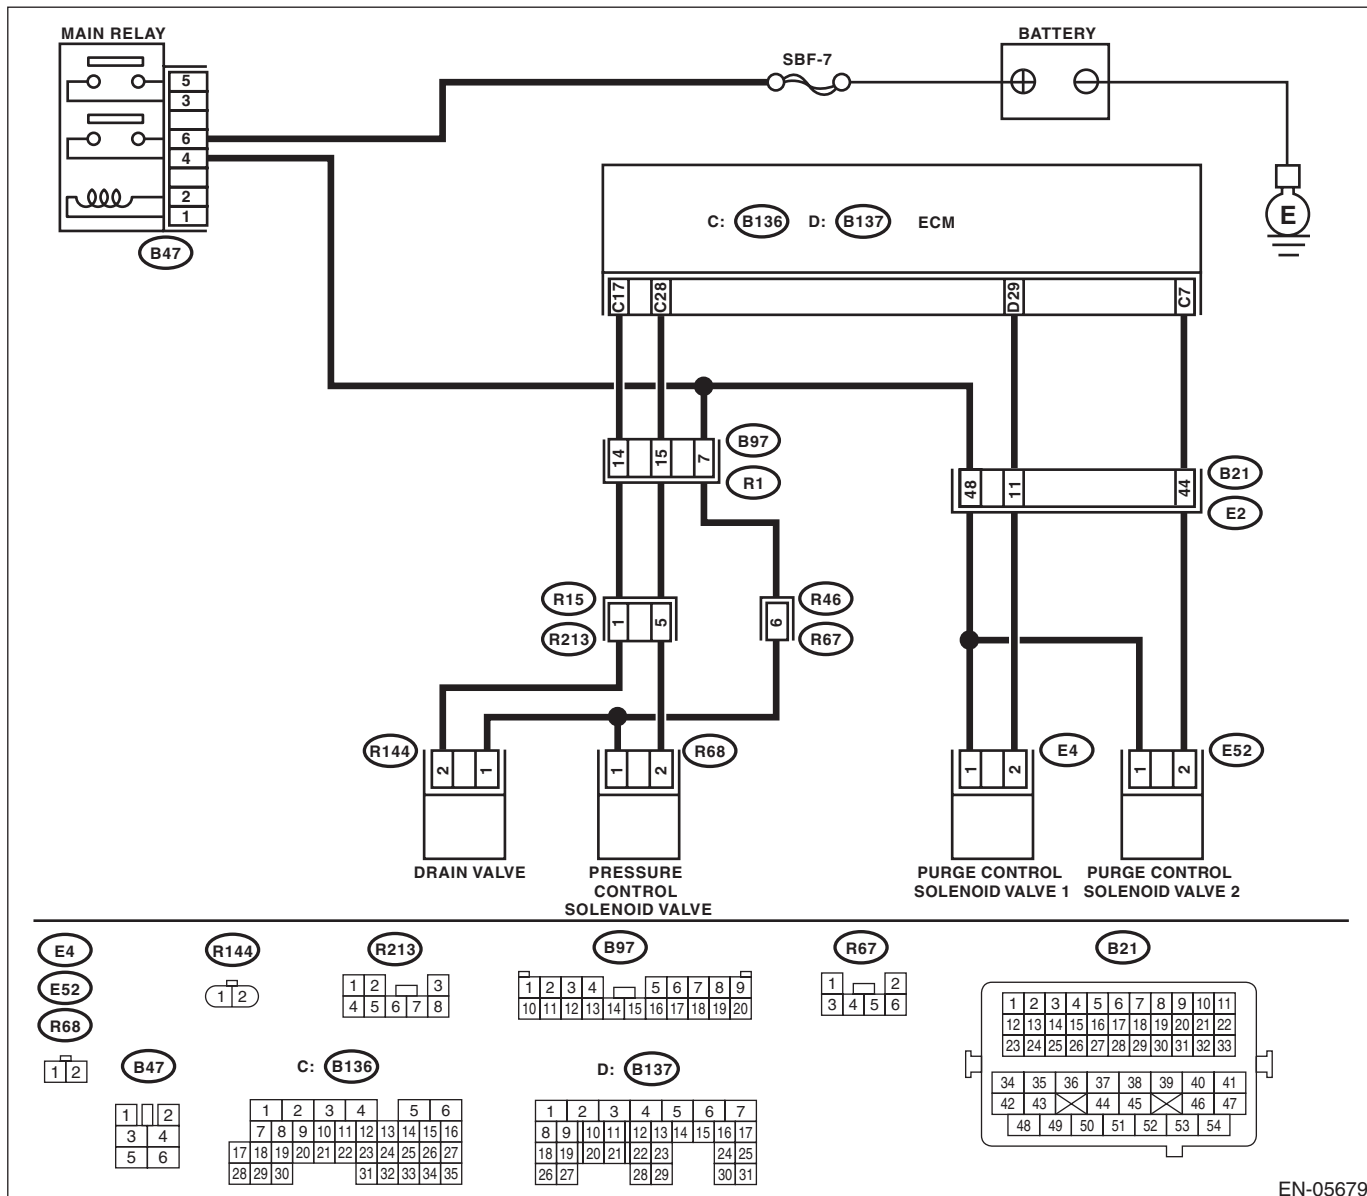 MAIN RELAY
BATTERY
SBF-7
5
3
6
4
2
1
B47
E
C: B136 D: B137 ECM
C17 C28 D29 C7
14 15 7
B97
R1
48 11 44
B21
E2
R15
R213
1 5
6
R46
R67
R144
2 1
1 2
R68
1 2
E4
1 2
E52
DRAIN VALVE
PRESSURE
CONTROL
SOLENOID VALVE
PURGE CONTROL
SOLENOID VALVE 1
PURGE CONTROL
SOLENOID VALVE 2
E4
E52
R68
1 2
R144
1 2
R213
1 2 3
4 5 6 7 8
B97
1 2 3 4 5 6 7 8 9
10 11 12 13 14 15 16 17 18 19 20
R67
1 2
3 4 5 6
B21
1 2 3 4 5 6 7 8 9 10 11
12 13 14 15 16 17 18 19 20 21 22
23 24 25 26 27 28 29 30 31 32 33
34 35 36 37 38 39 40 41
42 43 44 45 46 47
48 49 50 51 52 53 54
B47
1 2
3 4
5 6
C: B136
1 2 3 4 5 6
7 8 9 10 11 12 13 14 15 16
17 18 19 20 21 22 23 24 25 26 27
28 29 30 31 32 33 34 35
D: B137
1 2 3 4 5 6 7
8 9 10 11 12 13 14 15 16 17
18 19 20 21 22 23 24 25
26 27 28 29 30 31
EN-05679